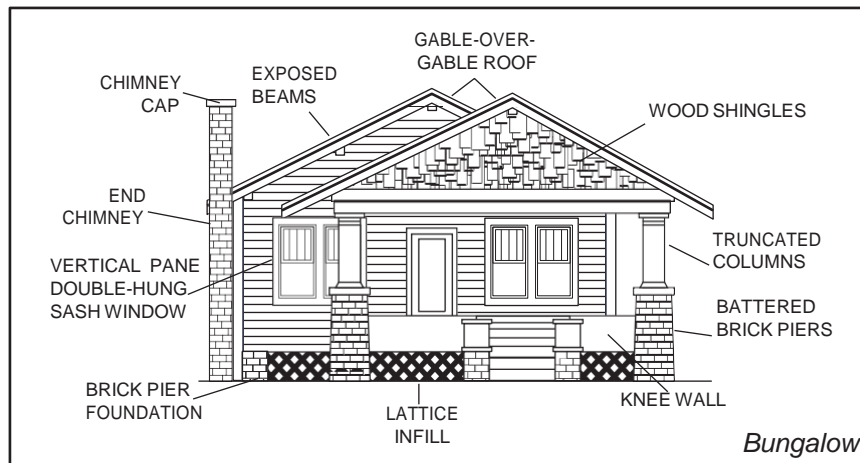 GABLE-OVER-
GABLE ROOF
CHIMNEY
CAP
EXPOSED
BEAMS
WOOD SHINGLES
END
CHIMNEY
TRUNCATED
COLUMNS
VERTICAL PANE
DOUBLE-HUNG
SASH WINDOW
BATTERED
BRICK PIERS
BRICK PIER
FOUNDATION
LATTICE
INFILL
KNEE WALL
Bungalow